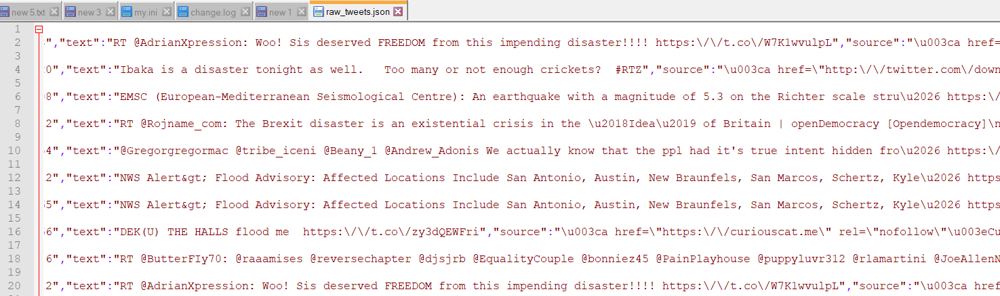 new 5.txt new 3 my.ini change.log new 1 raw_tweets.json
1
2 ","text":"RT @AdrianXpression: Woo! Sis deserved FREEDOM from this impending disaster!!!! https:\/\/t.co\/W7K1wvulpL","source":"\u003ca href=
3
4 0","text":"Ibaka is a disaster tonight as well.   Too many or not enough crickets?  #RTZ","source":"\u003ca href=\"http:\/\/twitter.com\/down
5
6 8","text":"EMSC (European-Mediterranean Seismological Centre): An earthquake with a magnitude of 5.3 on the Richter scale stru\u2026 https:\/
7
8 2","text":"RT @Rojname_com: The Brexit disaster is an existential crisis in the \u2018Idea\u2019 of Britain | openDemocracy [Opendemocracy]\n
9
10 4","text":"@Gregorgregormac @tribe_iceni @Beany_1 @Andrew_Adonis We actually know that the ppl had it's true intent hidden fro\u2026 https:\/
11
12 2","text":"NWS Alert&gt; Flood Advisory: Affected Locations Include San Antonio, Austin, New Braunfels, San Marcos, Schertz, Kyle\u2026 https
13
14 5","text":"NWS Alert&gt; Flood Advisory: Affected Locations Include San Antonio, Austin, New Braunfels, San Marcos, Schertz, Kyle\u2026 https
15
16 6","text":"DEK(U) THE HALLS flood me  https:\/\/t.co\/zy3dQEWFri","source":"\u003ca href=\"https:\/\/curiouscat.me\" rel=\"nofollow\"\u003eCu
17
18 6","text":"RT @ButterFIy70: @raaamises @reversechapter @djsjrb @EqualityCouple @bonniez45 @PainPlayhouse @puppyluvr312 @rlamartini @JoeAllenN
19
20 2","text":"RT @AdrianXpression: Woo! Sis deserved FREEDOM from this impending disaster!!!! https:\/\/t.co\/W7K1wvulpL","source":"\u003ca href